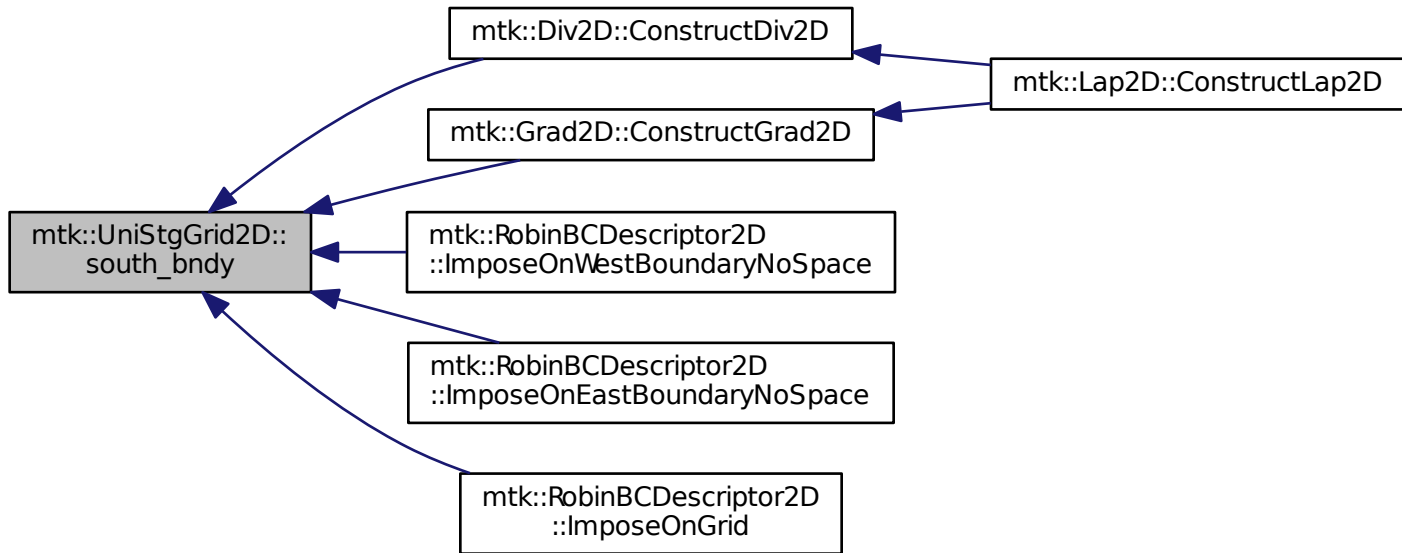 mtk::Div2D::ConstructDiv2D
mtk::Lap2D::ConstructLap2D
mtk::Grad2D::ConstructGrad2D
mtk::UniStgGrid2D::
south_bndy
mtk::RobinBCDescriptor2D
::ImposeOnWestBoundaryNoSpace
mtk::RobinBCDescriptor2D
::ImposeOnEastBoundaryNoSpace
mtk::RobinBCDescriptor2D
::ImposeOnGrid